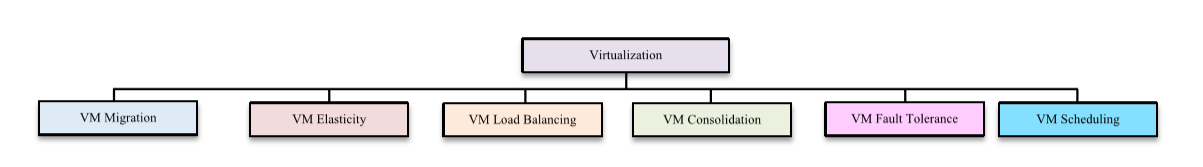 Virtualization
VM Migration
VM Elasticity
VM Load Balancing
VM Consolidation
VM Fault Tolerance
VM Scheduling